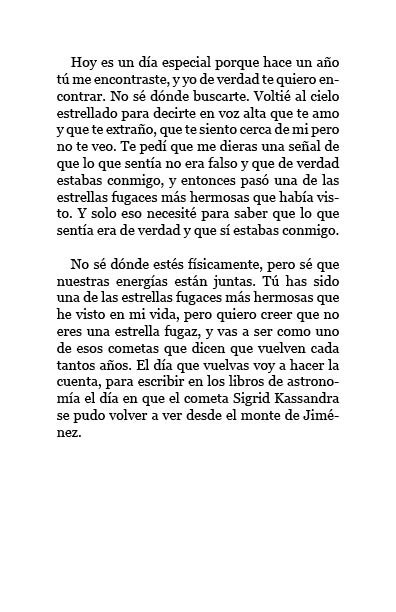 Hoy es un día especial porque hace un año
tú me encontraste, y yo de verdad te quiero en-
contrar. No sé dónde buscarte. Voltié al cielo
estrellado para decirte en voz alta que te amo
y que te extraño, que te siento cerca de mi pero
no te veo. Te pedí que me dieras una señal de
que lo que sentía no era falso y que de verdad
estabas conmigo, y entonces pasó una de las
estrellas fugaces más hermosas que había vis-
to. Y solo eso necesité para saber que lo que
sentía era de verdad y que sí estabas conmigo.
No sé dónde estés físicamente, pero sé que
nuestras energías están juntas. Tú has sido
una de las estrellas fugaces más hermosas que
he visto en mi vida, pero quiero creer que no
eres una estrella fugaz, y vas a ser como uno
de esos cometas que dicen que vuelven cada
tantos años. El día que vuelvas voy a hacer la
cuenta, para escribir en los libros de astrono-
mía el día en que el cometa Sigrid Kassandra
se pudo volver a ver desde el monte de Jimé-
nez.